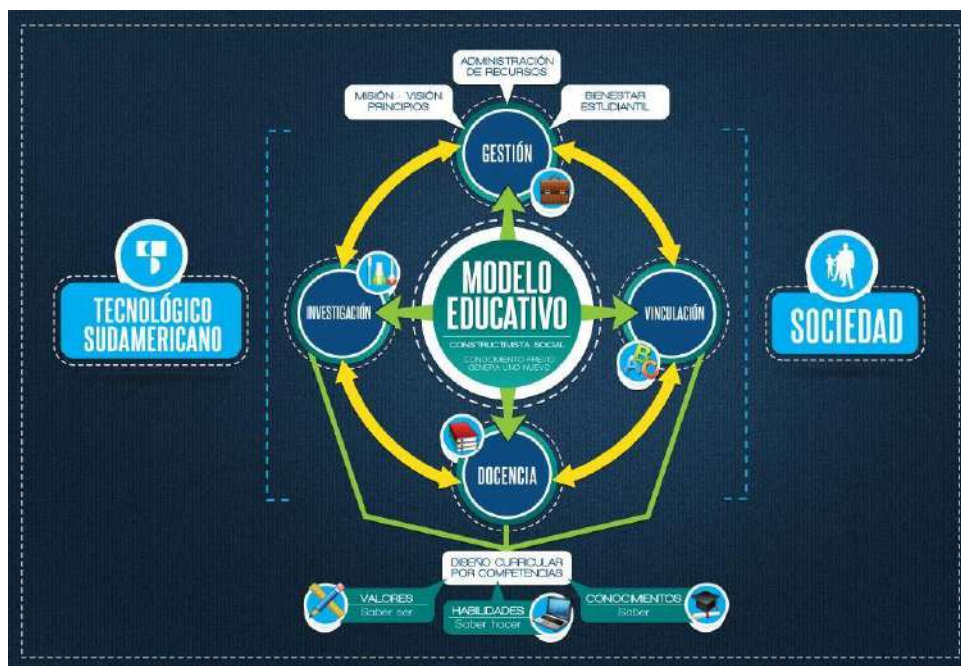 ADMINISTRACIÓN
DE RECURSOS
MISIÓN - VISIÓN
PRINCIPIOS
BIENESTAR
ESTUDIANTIL
GESTIÓN
TECNOLÓGICO
SUDAMERICANO
INVESTIGACIÓN
MODELO
EDUCATIVO
CONSTRUCTIVISTA SOCIAL
CONOCIMIENTO PREVIO
GENERA UNO NUEVO
VINCULACIÓN
A B C
SOCIEDAD
DOCENCIA
DISEÑO CURRICULAR
POR COMPETENCIAS
VALORES
Saber ser
HABILIDADES
Saber hacer
CONOCIMIENTOS
Saber